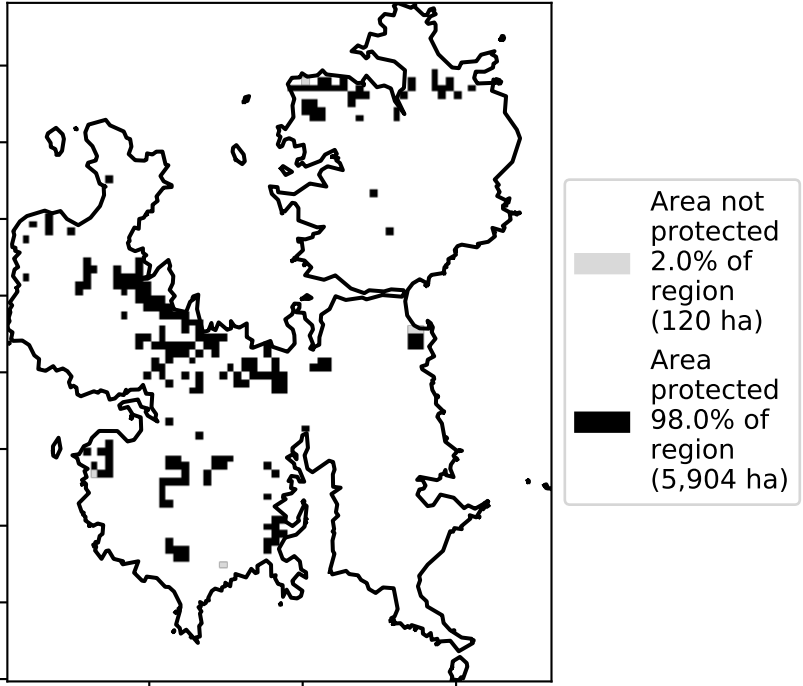 Area not
protected
2.0% of
region
(120 ha)
Area
protected
98.0% of
region
(5,904 ha)